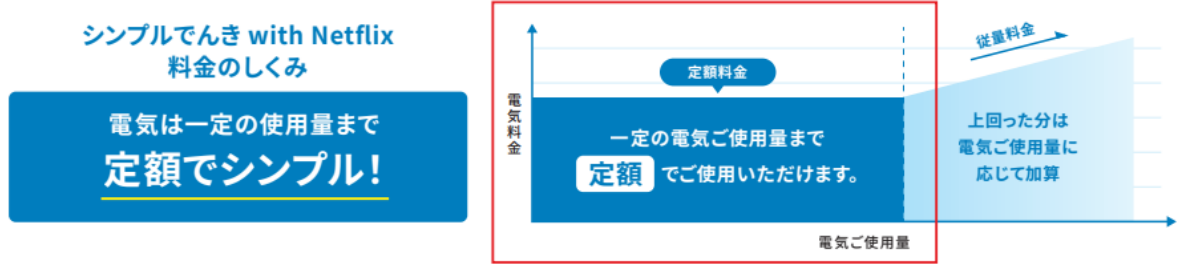 シンプルでんき with Netflix
料金のしくみ
電気は一定の使用量まで
定額でシンプル!
電気料金
定額料金
一定の電気ご使用量まで
定額 でご使用いただけます。
従量料金
上回った分は
電気ご使用量に
応じて加算
電気ご使用量